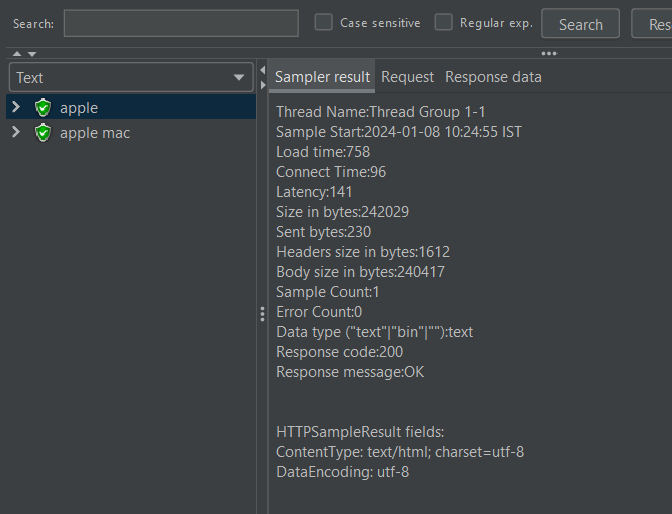 Search: Case sensitive Regular exp. Search Res
Text
apple
apple mac
Sampler result Request Response data
Thread Name:Thread Group 1-1
Sample Start:2024-01-08 10:24:55 IST
Load time:758
Connect Time:96
Latency:141
Size in bytes:242029
Sent bytes:230
Headers size in bytes:1612
Body size in bytes:240417
Sample Count:1
Error Count:0
Data type ("text"|"bin"|""):text
Response code:200
Response message:OK
HTTPSampleResult fields:
ContentType: text/html; charset=utf-8
DataEncoding: utf-8